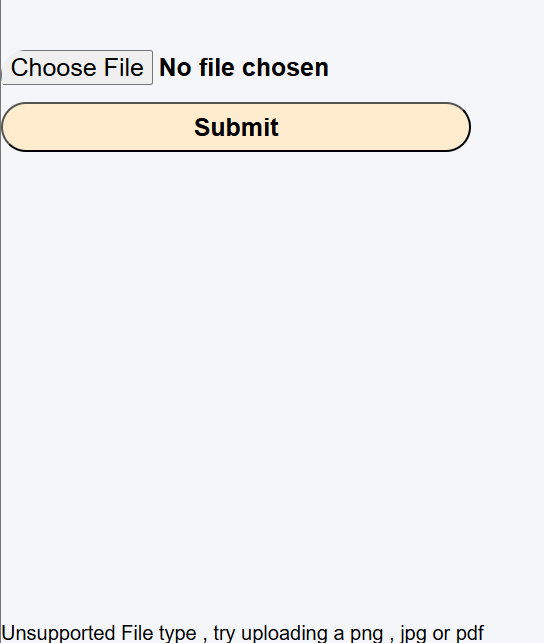 Choose File No file chosen
Submit
Unsupported File type , try uploading a png , jpg or pdf